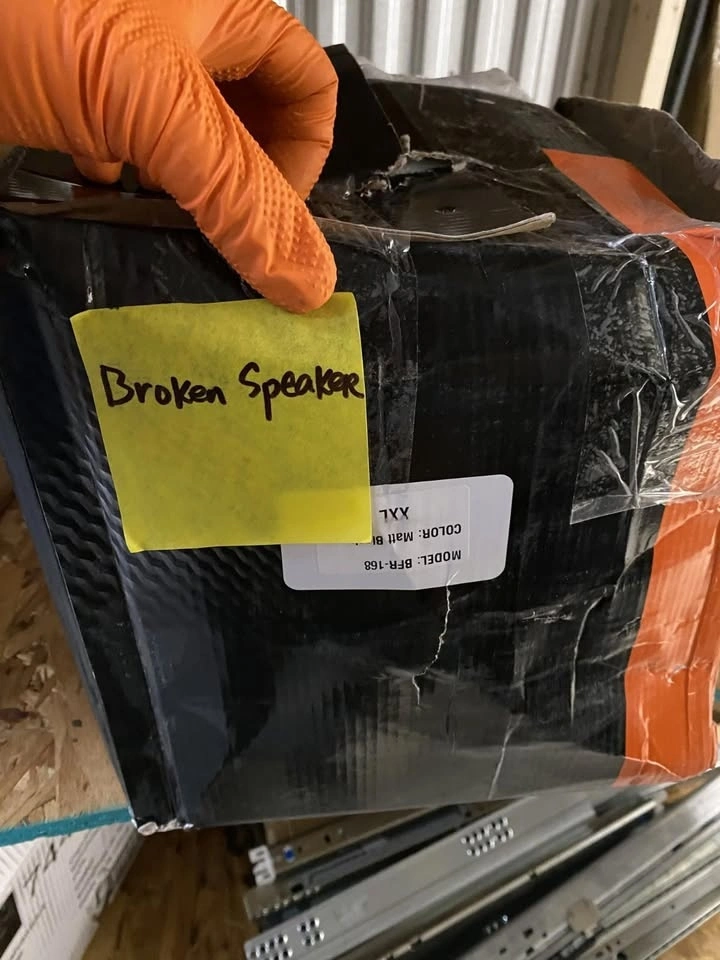 Broken Speaker
MODEL: BFR-168
COLOR: Matt
XXL